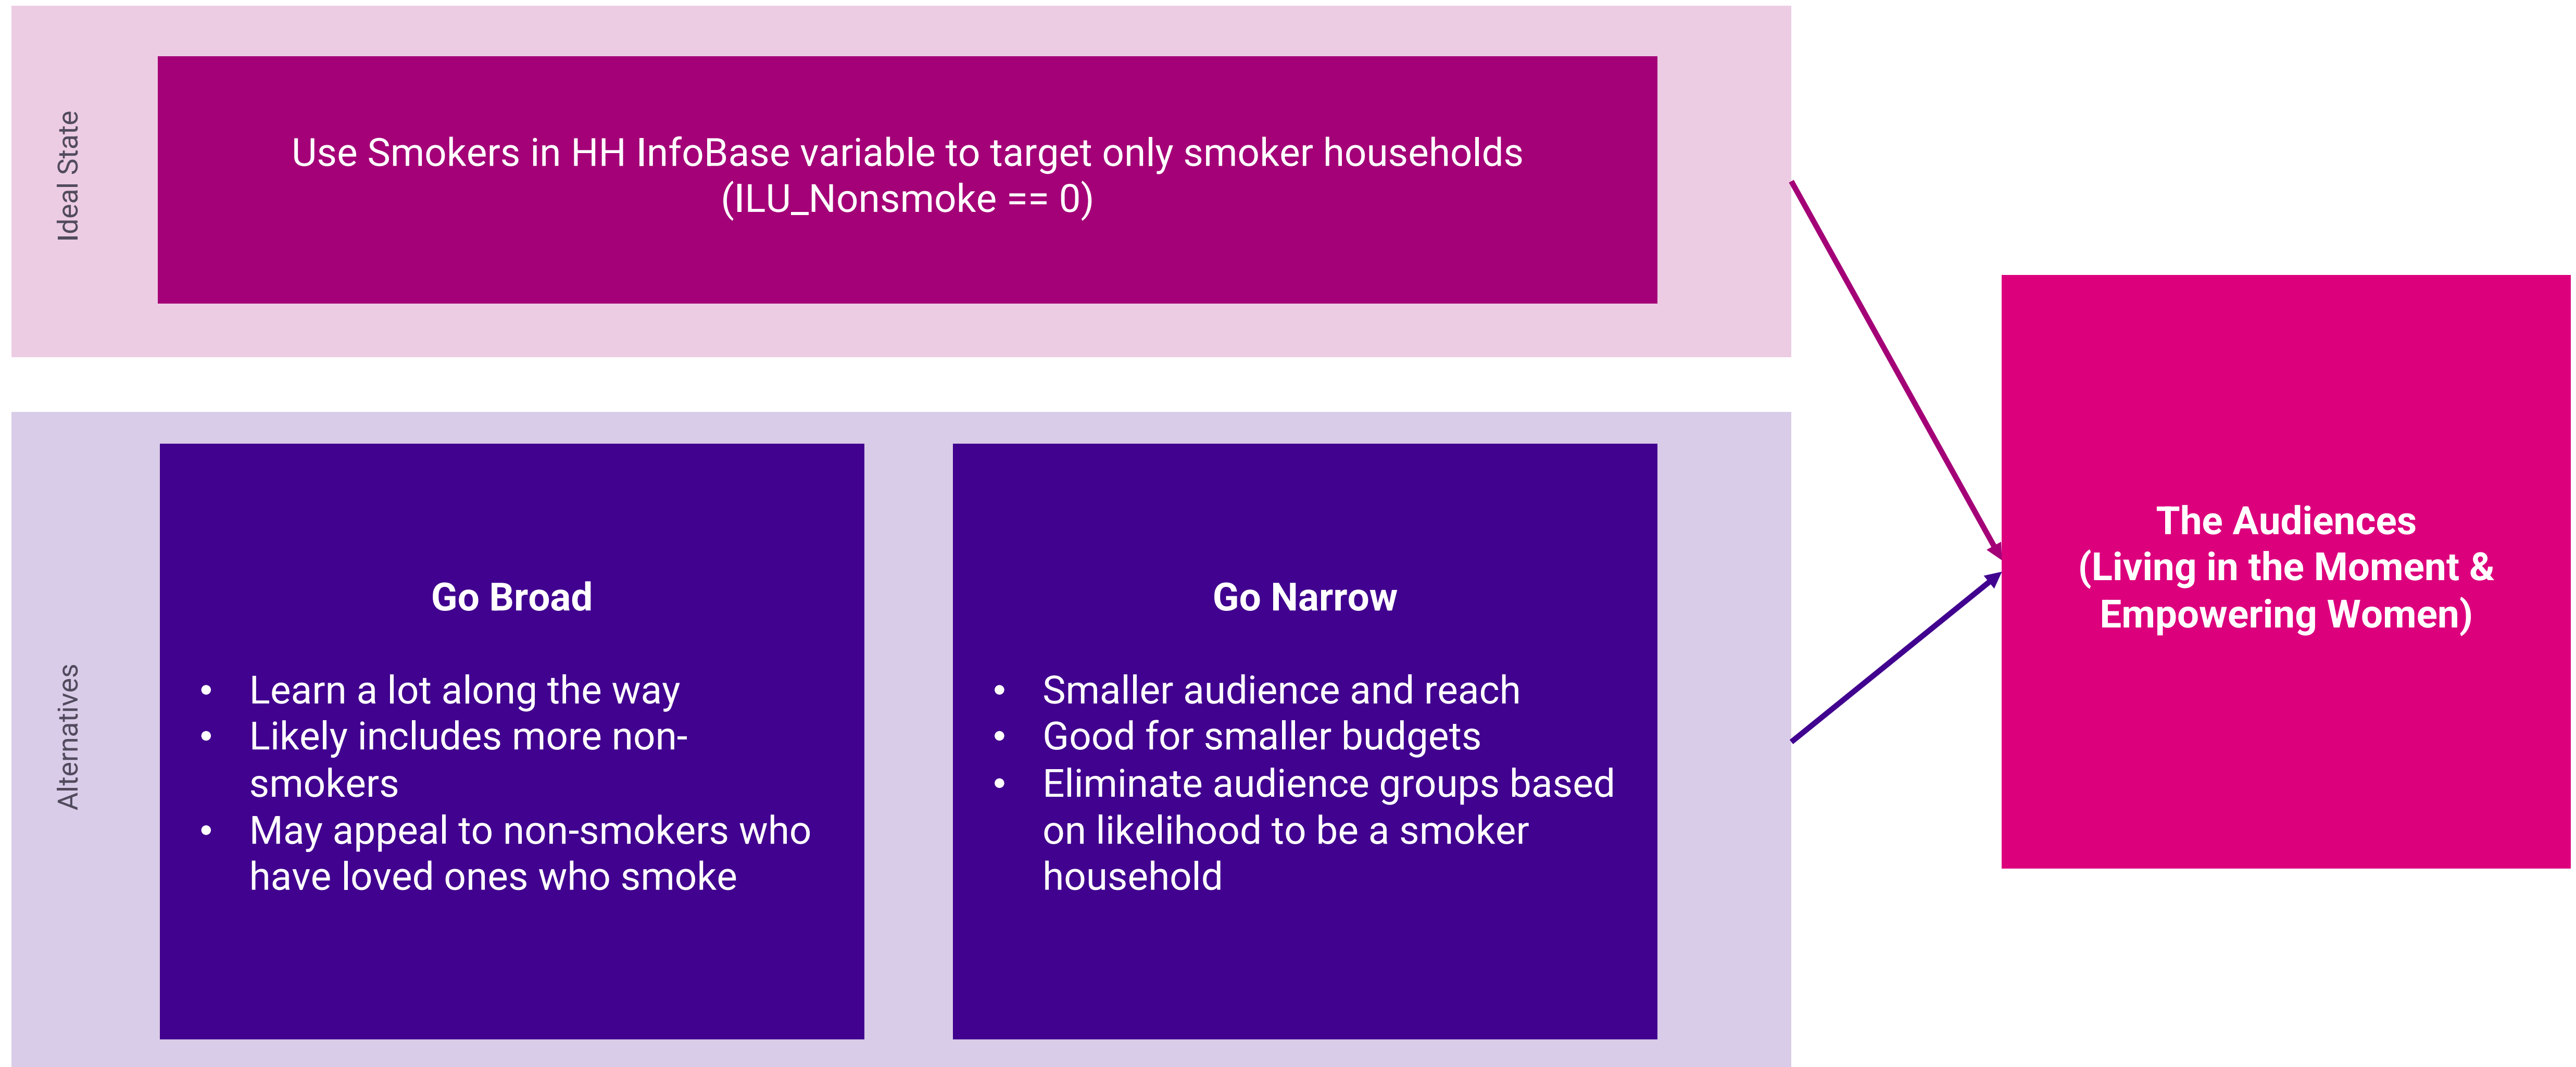 Ideal State
Use Smokers in HH InfoBase variable to target only smoker households
(ILU_Nonsmoke == 0)
Alternatives
Go Broad
• Learn a lot along the way
• Likely includes more non-
smokers
• May appeal to non-smokers who
have loved ones who smoke
Go Narrow
• Smaller audience and reach
• Good for smaller budgets
• Eliminate audience groups based
on likelihood to be a smoker
household
The Audiences
(Living in the Moment &
Empowering Women)